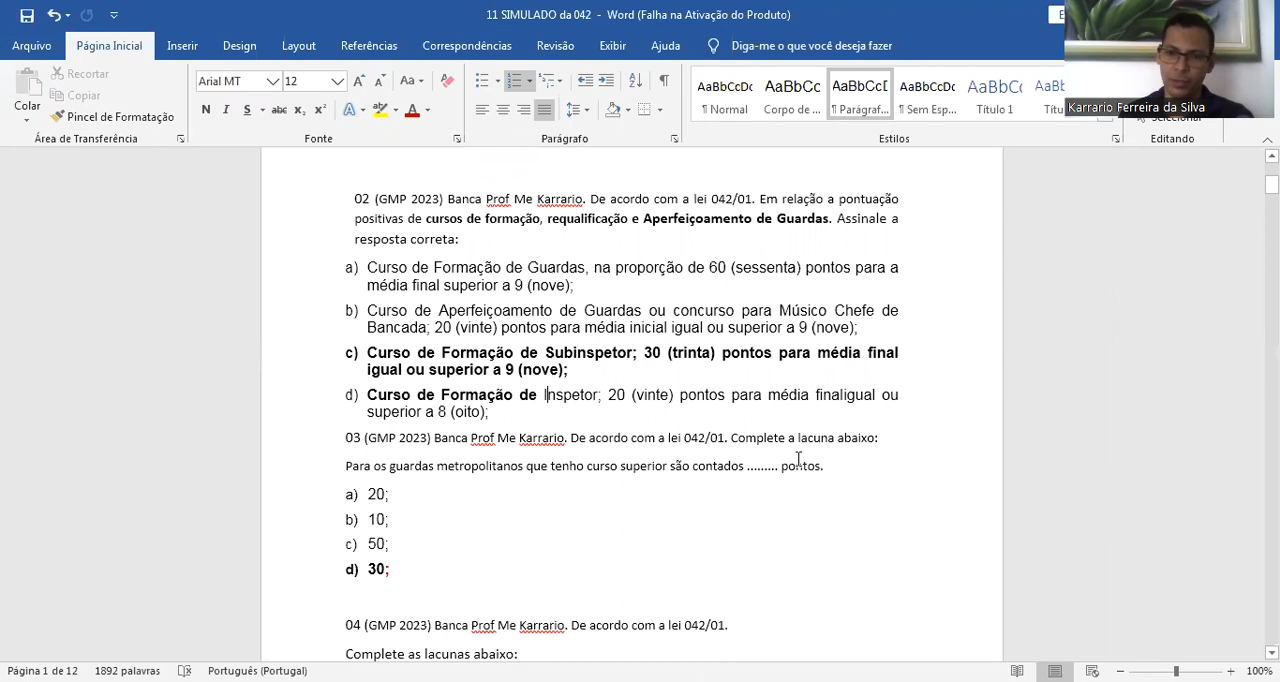 11 SIMULADO da 042 - Word (Falha na Ativação do Produto)
Arquivo Página Inicial Inserir Design Layout Referências Correspondências Revisão Exibir Ajuda Diga-me o que você deseja fazer
Karrario Ferreira da Silva
Colar
Recortar
Copiar
Pincel de Formatação
Área de Transferência
Arial MT 12
Aa
N I S abc x₂ x² A A
Fonte
Parágrafo
AaBbCcDc AaBbCc AaBbCcD AaBbCcDc AaBbCc AaBbC
¶ Normal Corpo de ... ¶ Parágraf... ¶ Sem Esp... Título 1
Estilos
Selecionar
Editando
02 (GMP 2023) Banca Prof Me Karrario. De acordo com a lei 042/01. Em relação a pontuação
positivas de cursos de formação, requalificação e Aperfeiçoamento de Guardas. Assinale a
resposta correta:
a) Curso de Formação de Guardas, na proporção de 60 (sessenta) pontos para a
média final superior a 9 (nove);
b) Curso de Aperfeiçoamento de Guardas ou concurso para Músico Chefe de
Bancada; 20 (vinte) pontos para média inicial igual ou superior a 9 (nove);
c) Curso de Formação de Subinspetor; 30 (trinta) pontos para média final
igual ou superior a 9 (nove);
d) Curso de Formação de Inspetor; 20 (vinte) pontos para média finaligual ou
superior a 8 (oito);
03 (GMP 2023) Banca Prof Me Karrario. De acordo com a lei 042/01. Complete a lacuna abaixo:
Para os guardas metropolitanos que tenho curso superior são contados ......... pontos.
a) 20;
b) 10;
c) 50;
d) 30;
04 (GMP 2023) Banca Prof Me Karrario. De acordo com a lei 042/01.
Complete as lacunas abaixo:
Página 1 de 12 1892 palavras Português (Portugal) 100%